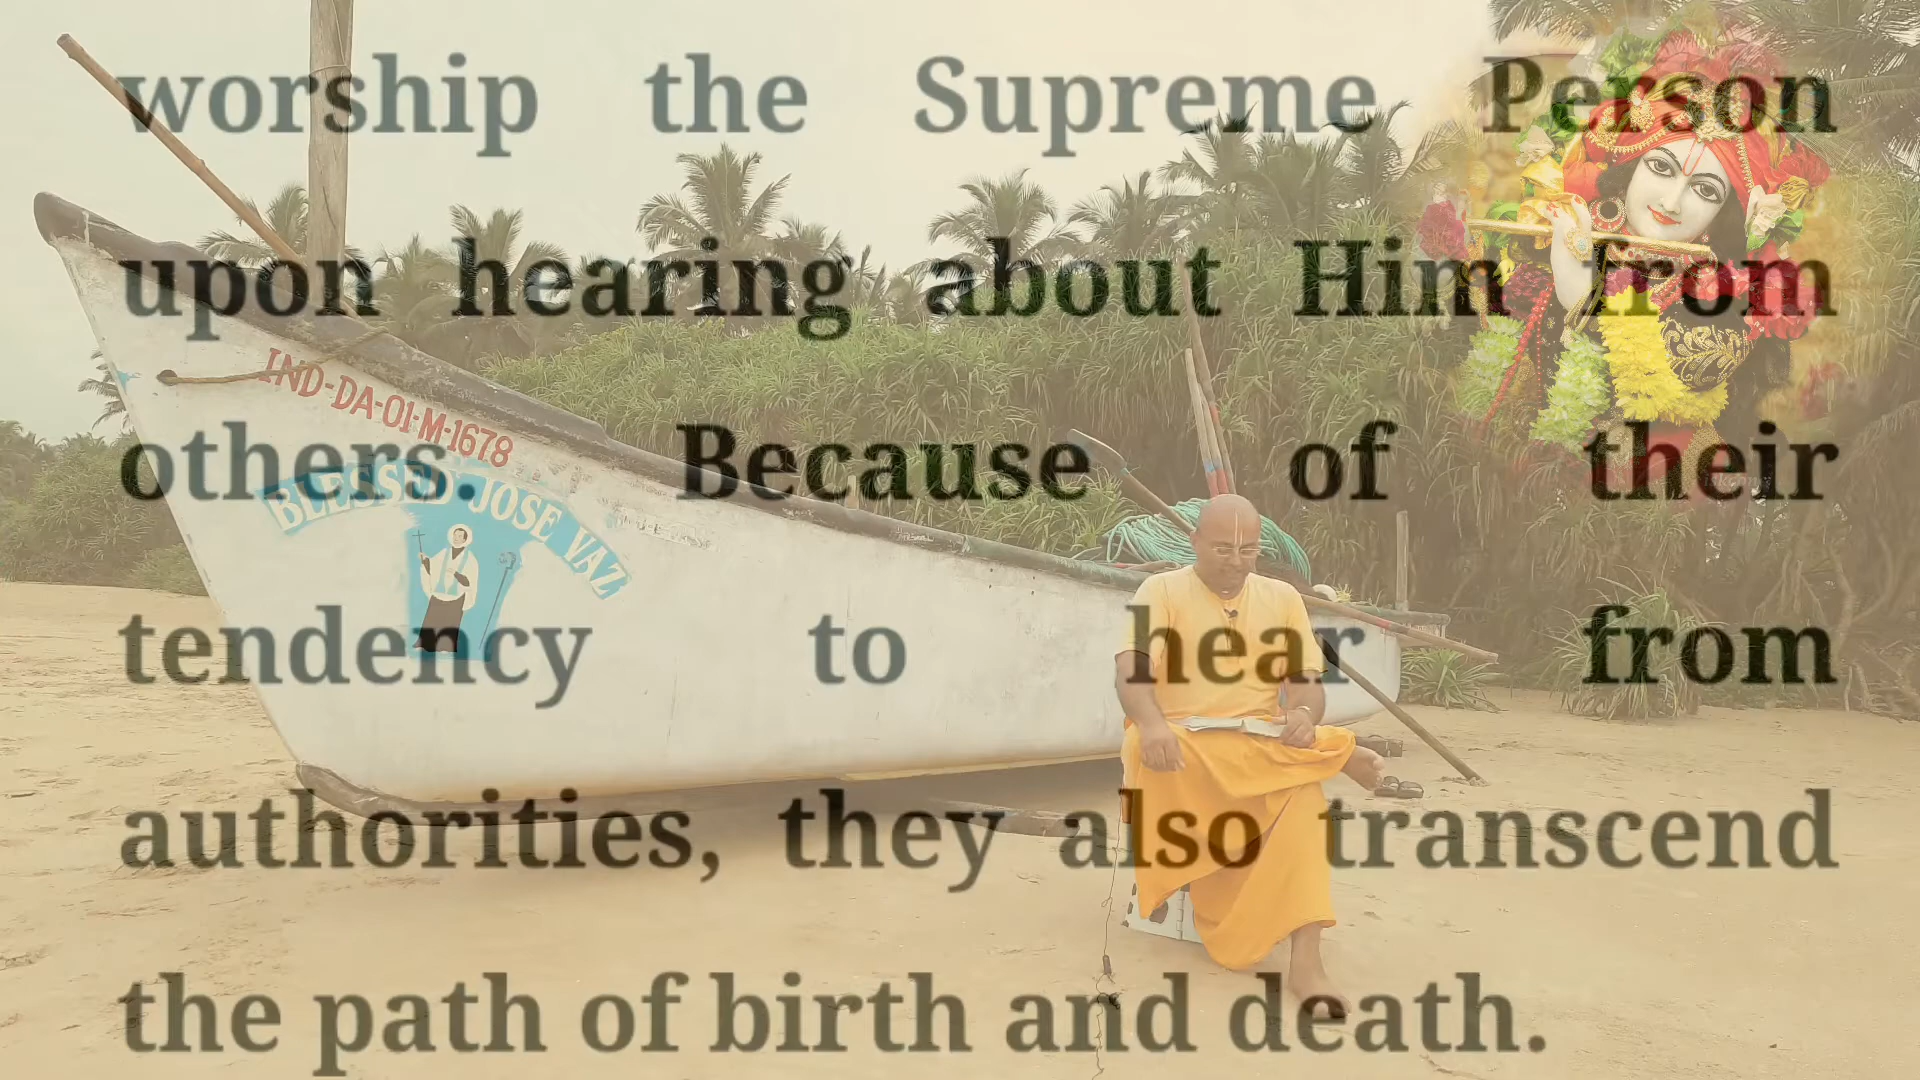 worship the Supreme Person
upon hearing about Him from
others. Because of their
tendency to hear from
authorities, they also transcend
the path of birth and death.
IND-DA-01-M-1678
BLESSED JOSE VAZ